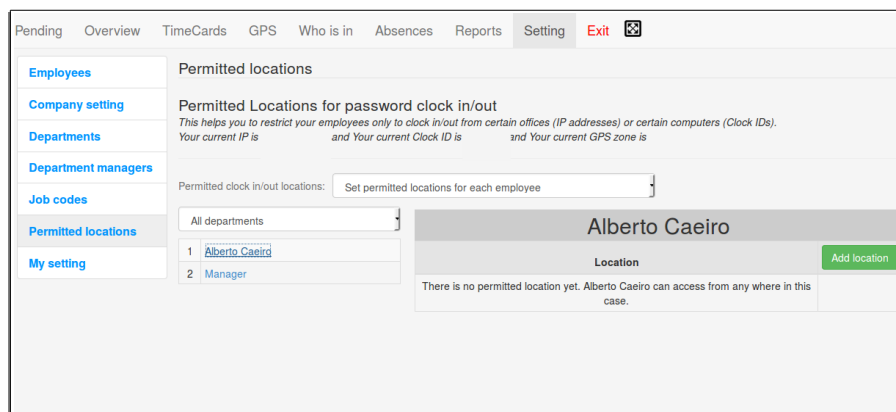 Pending Overview TimeCards GPS Who is in Absences Reports Setting Exit
Employees
Company setting
Departments
Department managers
Job codes
Permitted locations
My setting
Permitted locations
Permitted Locations for password clock in/out
This helps you to restrict your employees only to clock in/out from certain offices (IP addresses) or certain computers (Clock IDs).
Your current IP is and Your current Clock ID is and Your current GPS zone is
Permitted clock in/out locations: Set permitted locations for each employee
All departments
1 Alberto Caeiro
2 Manager
Alberto Caeiro
Location Add location
There is no permitted location yet. Alberto Caeiro can access from any where in this
case.